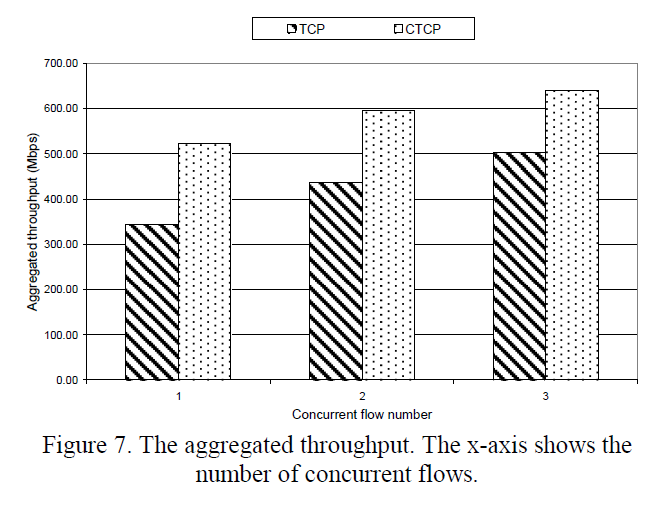 TCP CTCP
700.00
600.00
500.00
400.00
300.00
200.00
100.00
0.00
Aggregated throughput (Mbps)
1 2 3
Concurrent flow number
Figure 7. The aggregated throughput. The x-axis shows the
number of concurrent flows.